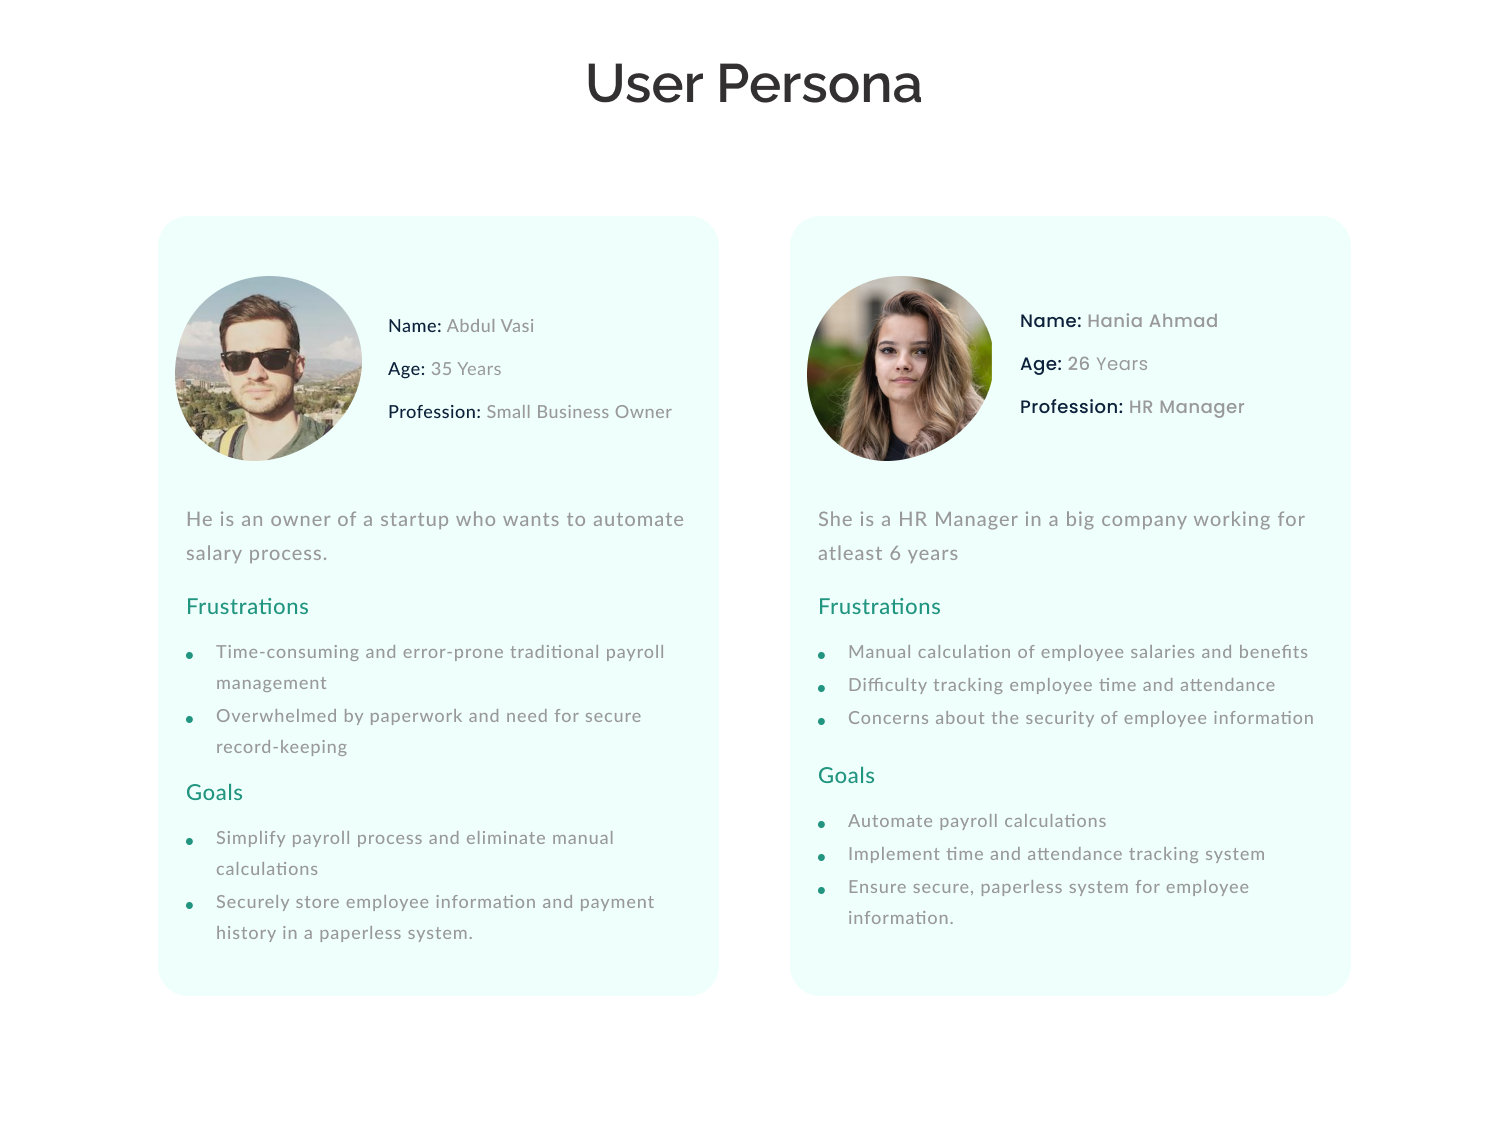 User Persona
Name: Abdul Vasi
Age: 35 Years
Profession: Small Business Owner
He is an owner of a startup who wants to automate
salary process.
Frustrations
Time-consuming and error-prone traditional payroll
management
Overwhelmed by paperwork and need for secure
record-keeping
Goals
Simplify payroll process and eliminate manual
calculations
Securely store employee information and payment
history in a paperless system.
Name: Hania Ahmad
Age: 26 Years
Profession: HR Manager
She is a HR Manager in a big company working for
atleast 6 years
Frustrations
Manual calculation of employee salaries and benefits
Difficulty tracking employee time and attendance
Concerns about the security of employee information
Goals
Automate payroll calculations
Implement time and attendance tracking system
Ensure secure, paperless system for employee
information.